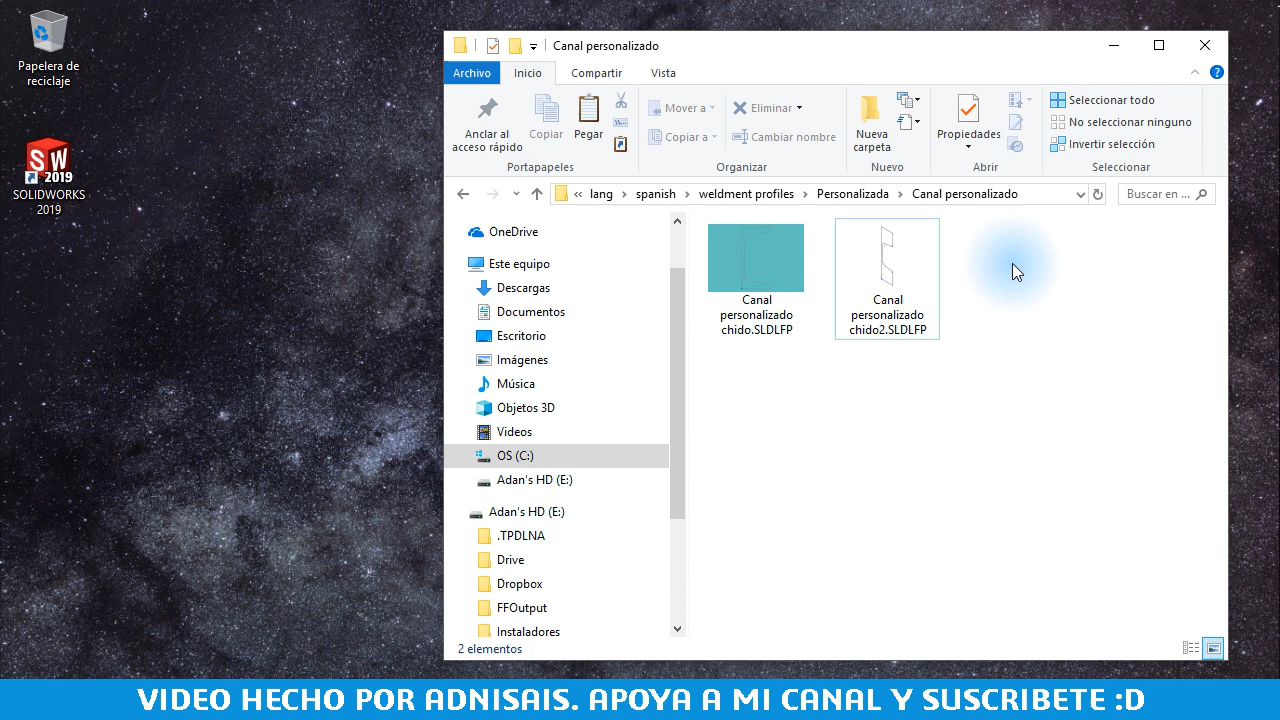 Papelera de
reciclaje
SW
2019
SOLIDWORKS
2019
Canal personalizado
Archivo
Inicio
Compartir
Vista
Anclar al
acceso rápido
Copiar
Pegar
Portapapeles
Mover a
Copiar a
Eliminar
Cambiar nombre
Organizar
Nueva
carpeta
Nuevo
Propiedades
Abrir
Seleccionar todo
No seleccionar ninguno
Invertir selección
Seleccionar
« lang › spanish › weldment profiles › Personalizada › Canal personalizado
Buscar en ...
OneDrive
Este equipo
Descargas
Documentos
Escritorio
Imágenes
Música
Objetos 3D
Videos
OS (C:)
Adan's HD (E:)
Adan's HD (E:)
.TPDLNA
Drive
Dropbox
FFOutput
Instaladores
Canal
personalizado
chido.SLDLFP
Canal
personalizado
chido2.SLDLFP
2 elementos
VIDEO HECHO POR ADNISAIS. APOYA A MI CANAL Y SUSCRIBETE :D